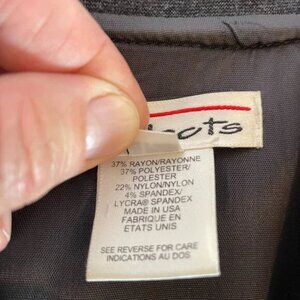 37% RAYON/RAYONNE
37% POLYESTER/
POLESTER
22% NYLON/NYLON
4% SPANDEX/
LYCRA® SPANDEX
MADE IN USA
FABRIQUE EN
ETATS UNIS
SEE REVERSE FOR CARE
INDICATIONS AU DOS